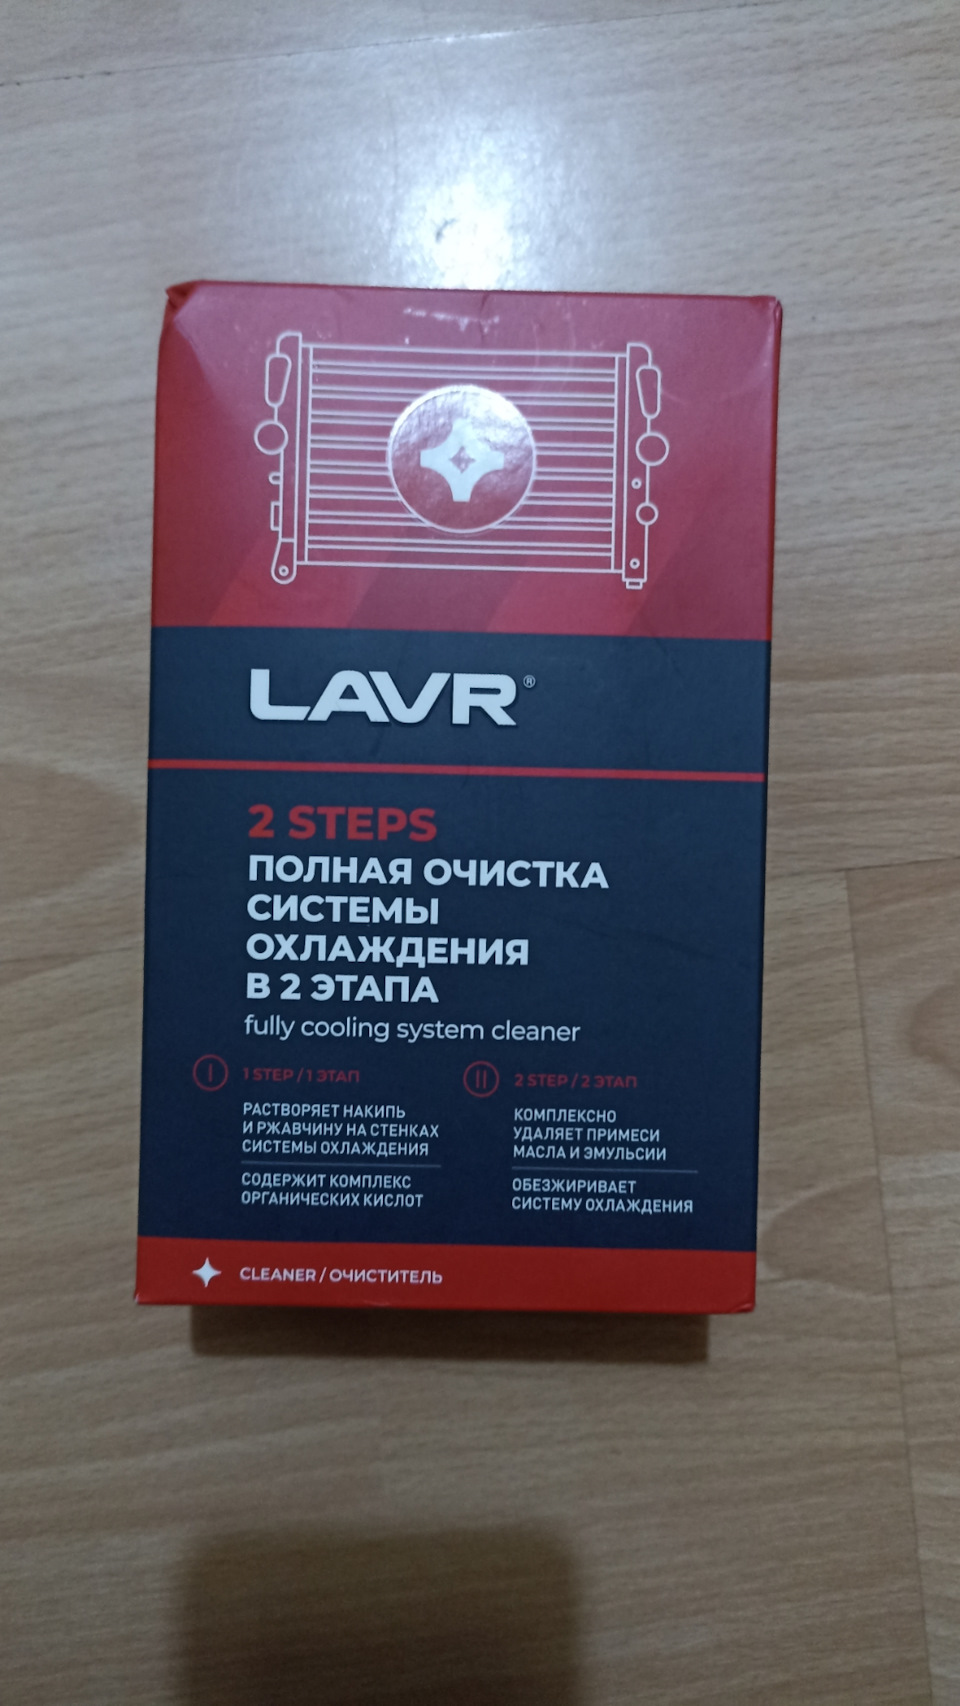 LAVR®
2 STEPS
ПОЛНАЯ ОЧИСТКА
СИСТЕМЫ
ОХЛАЖДЕНИЯ
В 2 ЭТАПА
fully cooling system cleaner
I 1 STEP / 1 ЭТАП
РАСТВОРЯЕТ НАКИПЬ
И РЖАВЧИНУ НА СТЕНКАХ
СИСТЕМЫ ОХЛАЖДЕНИЯ
СОДЕРЖИТ КОМПЛЕКС
ОРГАНИЧЕСКИХ КИСЛОТ
II 2 STEP / 2 ЭТАП
КОМПЛЕКСНО
УДАЛЯЕТ ПРИМЕСИ
МАСЛА И ЭМУЛЬСИИ
ОБЕЗЖИРИВАЕТ
СИСТЕМУ ОХЛАЖДЕНИЯ
CLEANER / ОЧИСТИТЕЛЬ